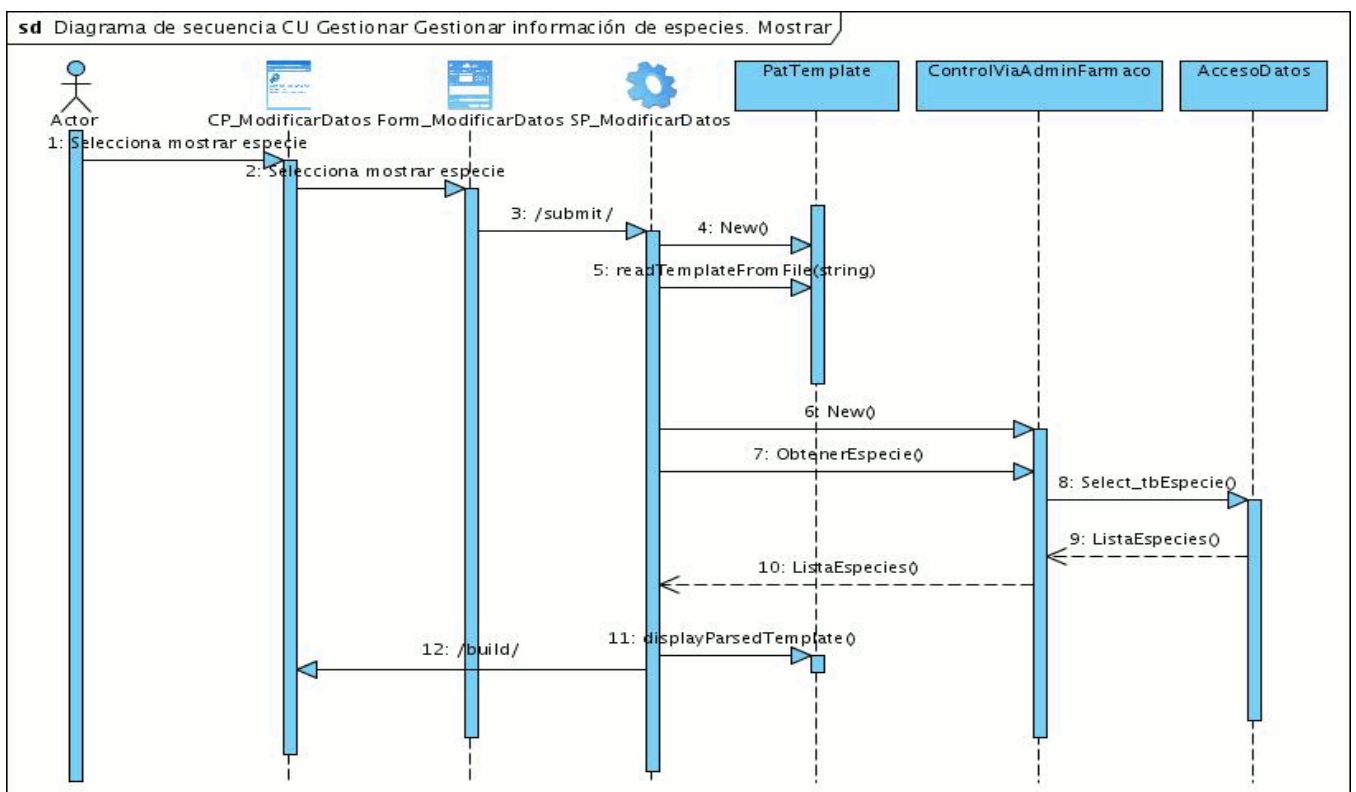 sd Diagrama de secuencia CU Gestionar Gestionar información de especies. Mostrar
PatTemplate ControlViaAdminFarmaco AccesoDatos
Actor CP_ModificarDatos Form_ModificarDatos SP_ModificarDatos
1: Selecciona mostrar especie
2: Selecciona mostrar especie
3: /submit/
4: New()
5: readTemplateFromFile(string)
6: New()
7: ObtenerEspecie()
8: Select_tbEspecie()
9: ListaEspecies()
10: ListaEspecies()
11: displayParsedTemplate()
12: /build/